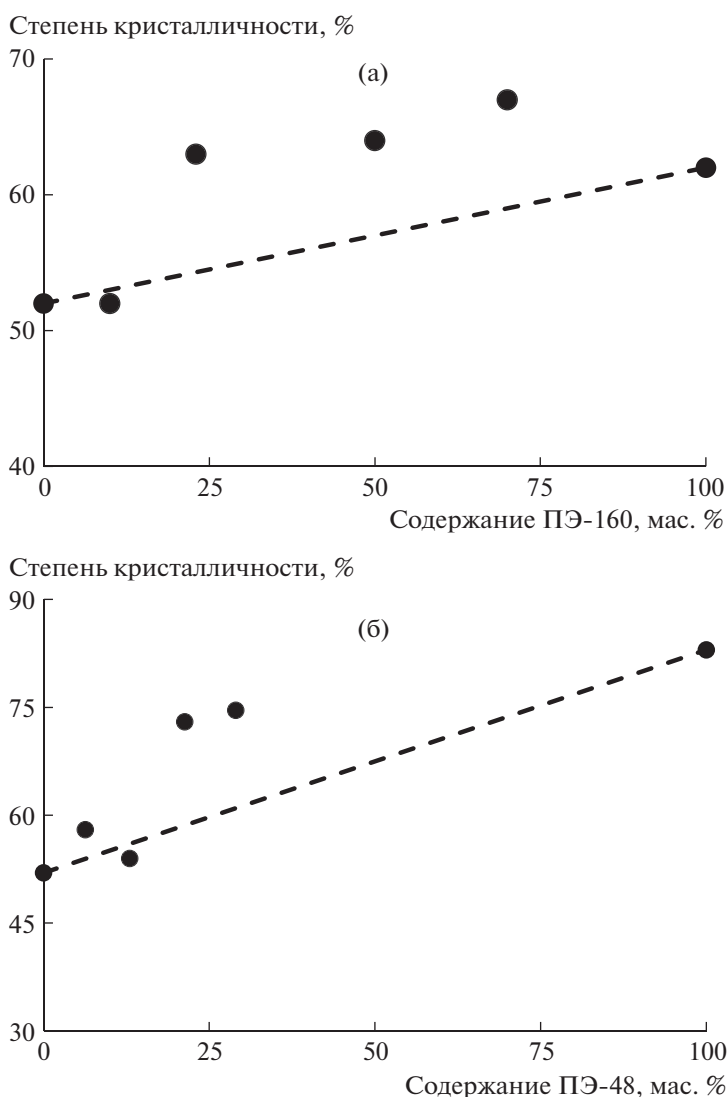 Степень кристалличности, %
70
(а)
60
50
40
0 25 50 75 100
Содержание ПЭ-160, мас. %
Степень кристалличности, %
90
(б)
75
60
45
30
0 25 50 75 100
Содержание ПЭ-48, мас. %